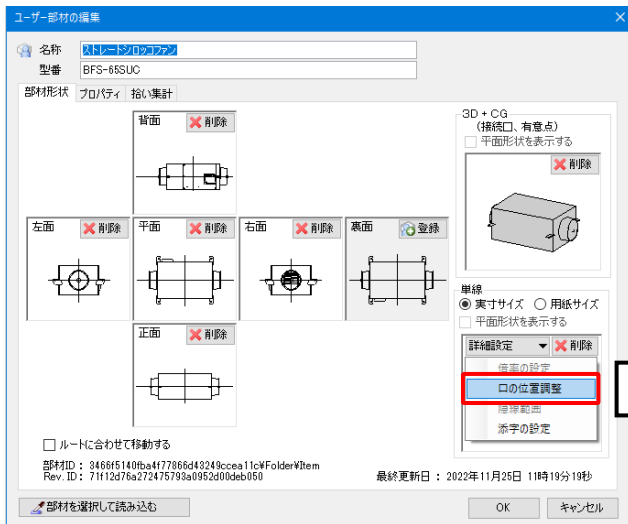 ユーザー部材の編集
名称 ストレートシロッコファン
型番 BFS-65SUC
部材形状 プロパティ 拾い集計
背面 削除
3D + CG
(接続口、有意点)
平面形状を表示する
削除
左面 削除 平面 削除 右面 削除 裏面 登録
単線
実寸サイズ 用紙サイズ
平面形状を表示する
正面 削除
詳細設定 削除
倍率の設定
口の位置調整
隠線範囲
添字の設定
ルートに合わせて移動する
部材ID : 3466f5140fba4f77866d43249ccea11c¥Folder¥Item
Rev. ID : 71f12d76a272475793a0952d00deb050
最終更新日 : 2022年11月25日 11時19分19秒
部材を選択して読み込む OK キャンセル